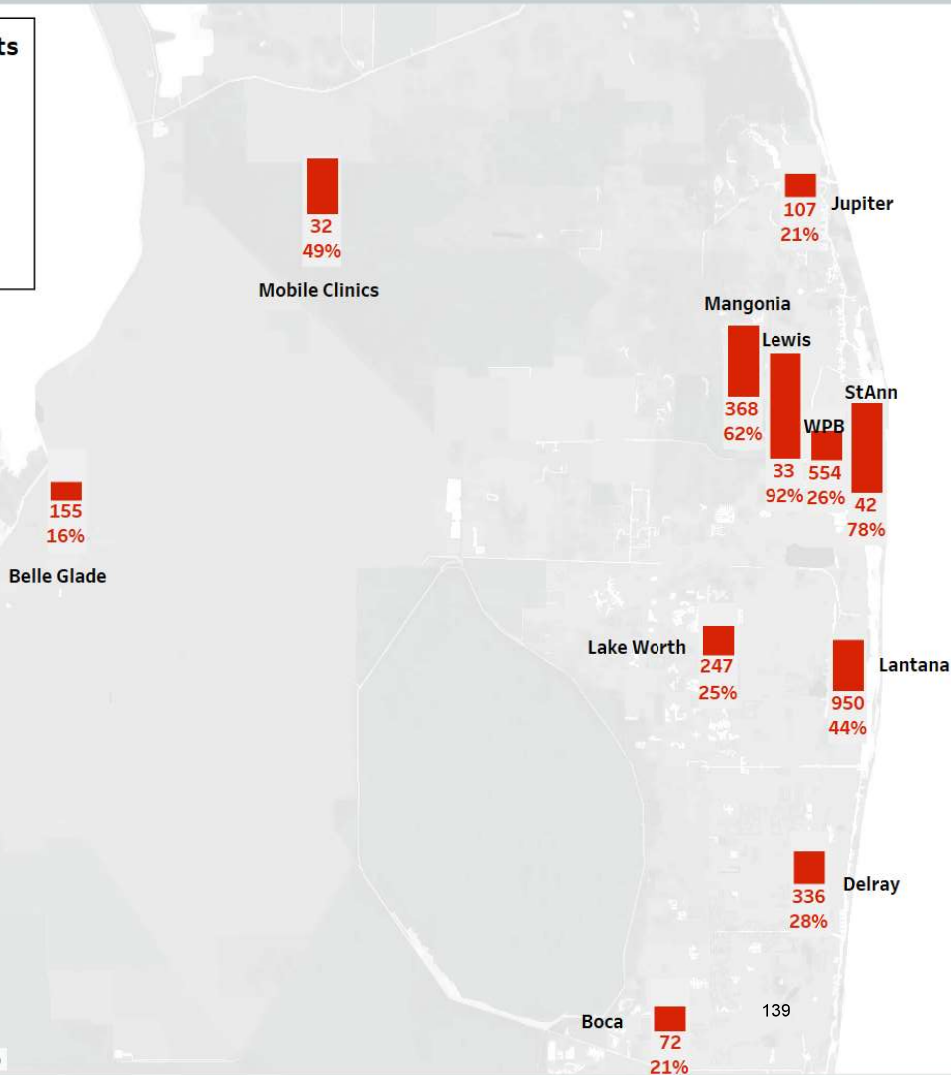 ts
107
Jupiter
21%
32
49%
Mobile Clinics
Mangonia
Lewis
368
62%
StAnn
WPB
33
92%
554
26%
42
78%
155
16%
Belle Glade
Lake Worth
247
25%
Lantana
950
44%
336
Delray
28%
139
Boca
72
21%